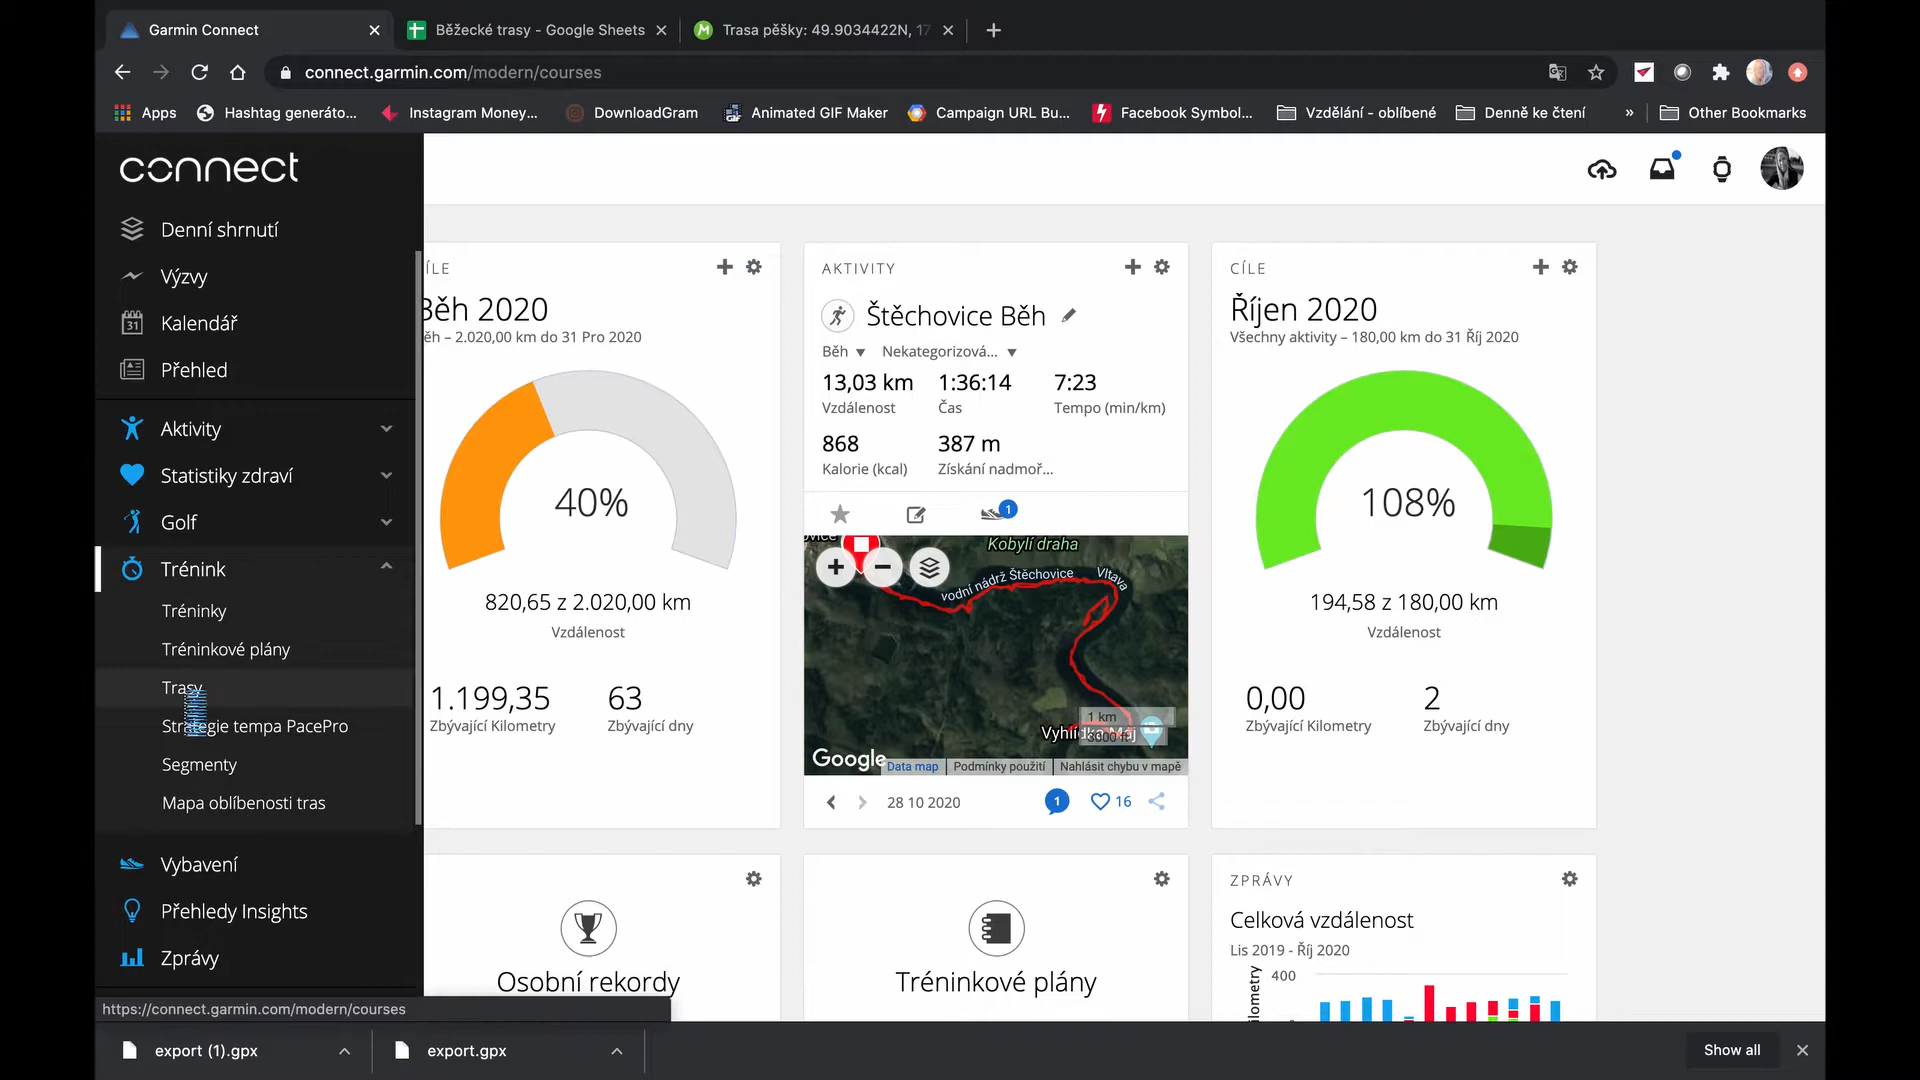 Garmin Connect
Běžecké trasy - Google Sheets
Trasa pěšky: 49.9034422N, 17
connect.garmin.com/modern/courses
Apps
Hashtag generáto...
Instagram Money...
DownloadGram
Animated GIF Maker
Campaign URL Bu...
Facebook Symbol...
Vzdělání - oblíbené
Denně ke čtení
»
Other Bookmarks
connect
Denní shrnutí
Výzvy
31
Kalendář
Přehled
Aktivity
Statistiky zdraví
Golf
Trénink
Tréninky
Tréninkové plány
Trasy
Strategie tempa PacePro
Segmenty
Mapa oblíbenosti tras
Vybavení
Přehledy Insights
Zprávy
https://connect.garmin.com/modern/courses
ÍLE
Běh 2020
ěh – 2.020,00 km do 31 Pro 2020
40%
820,65 z 2.020,00 km
Vzdálenost
1.199,35
Zbývající Kilometry
63
Zbývající dny
AKTIVITY
Štěchovice Běh
Běh
Nekategorizová...
13,03 km
1:36:14
7:23
Vzdálenost
Čas
Tempo (min/km)
868
387 m
Kalorie (kcal)
Získání nadmoř...
1
ovice
Kobylí draha
vodní nádrž Štěchovice
Vltava
1 km
Vyhlídka Máj
Google
Data map
Podmínky použití
Nahlásit chybu v mapě
28 10 2020
1
16
CÍLE
Říjen 2020
Všechny aktivity – 180,00 km do 31 Říj 2020
108%
194,58 z 180,00 km
Vzdálenost
0,00
Zbývající Kilometry
2
Zbývající dny
Osobní rekordy
Tréninkové plány
ZPRÁVY
Celková vzdálenost
Lis 2019 - Říj 2020
400
ilometry
export (1).gpx
export.gpx
Show all